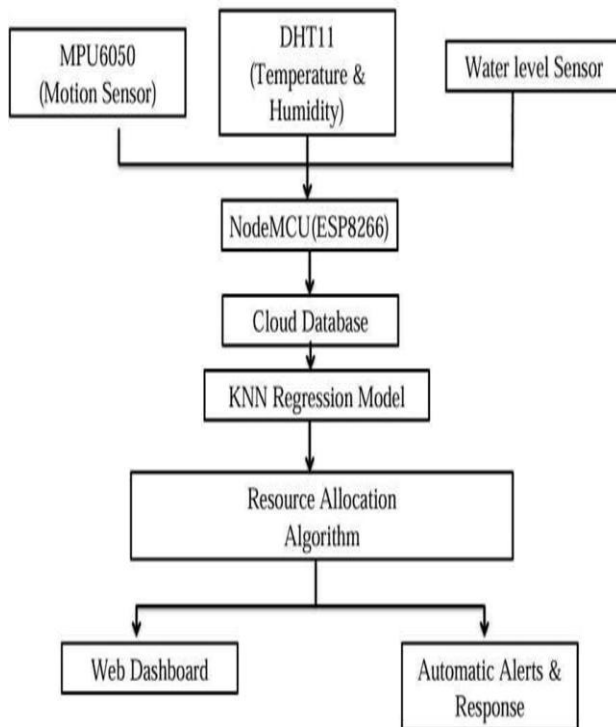 MPU6050
(Motion Sensor)
DHT11
(Temperature &
Humidity)
Water level Sensor
NodeMCU(ESP8266)
Cloud Database
KNN Regression Model
Resource Allocation
Algorithm
Web Dashboard
Automatic Alerts &
Response